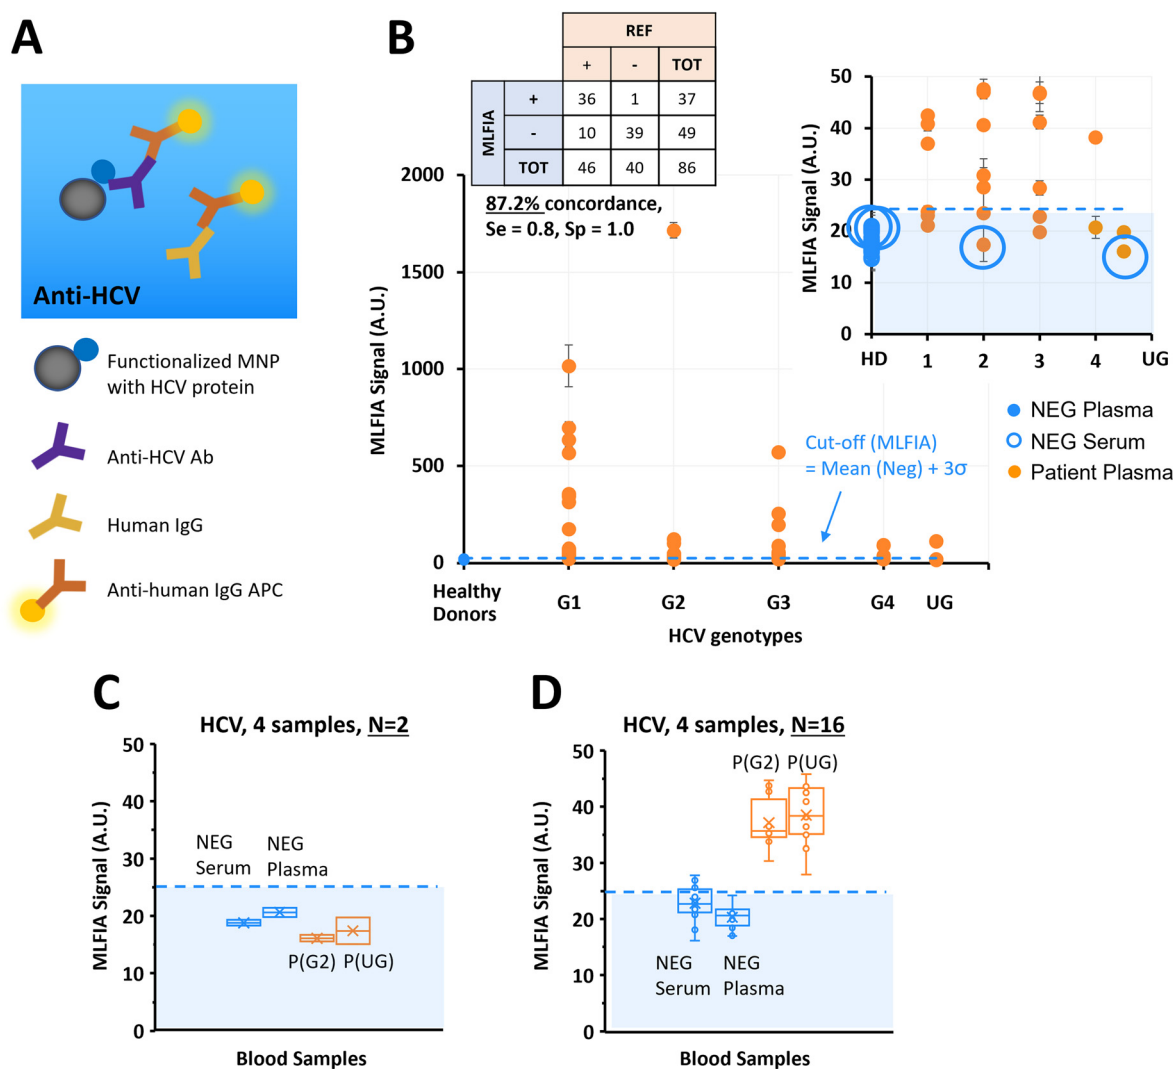 A
Anti-HCV
Functionalized MNP
with HCV protein
Anti-HCV Ab
Human IgG
Anti-human IgG APC
B
REF
+ - TOT
MLFIA
+ 36 1 37
- 10 39 49
TOT 46 40 86
87.2% concordance,
Se = 0.8, Sp = 1.0
MLFIA Signal (A.U.)
2000
1500
1000
500
0
Healthy
Donors
G1
G2
G3
G4
UG
HCV genotypes
Cut-off (MLFIA)
= Mean (Neg) + 3σ
MLFIA Signal (A.U.)
50
40
30
20
10
0
HD
1
2
3
4
UG
NEG Plasma
NEG Serum
Patient Plasma
C
HCV, 4 samples, N=2
MLFIA Signal (A.U.)
50
40
30
20
10
0
NEG
Serum
NEG
Plasma
P(G2)
P(UG)
Blood Samples
D
HCV, 4 samples, N=16
MLFIA Signal (A.U.)
50
40
30
20
10
0
P(G2)
P(UG)
NEG
Serum
NEG
Plasma
Blood Samples